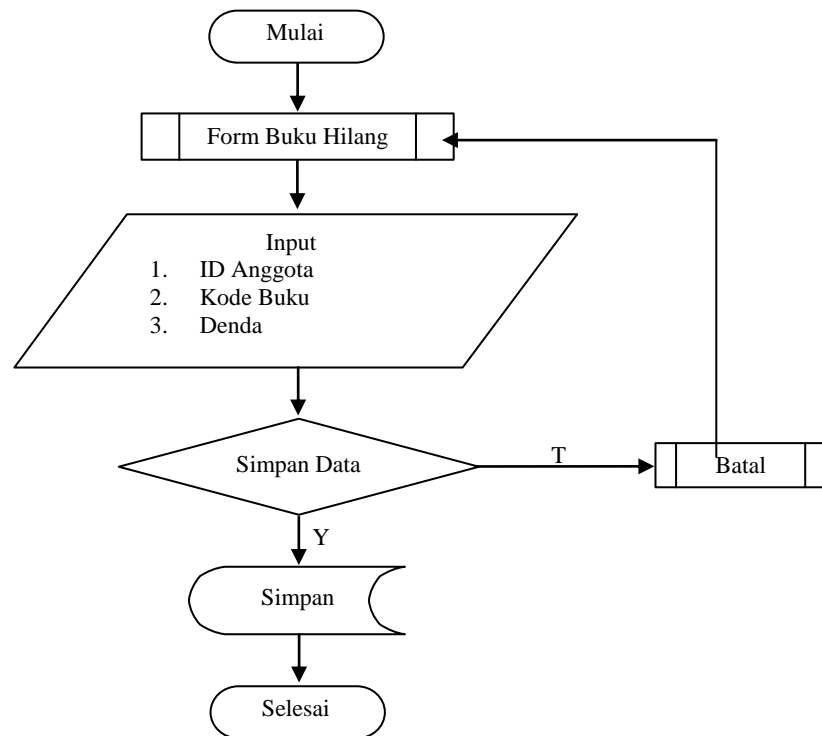 Mulai
Form Buku Hilang
Input
1. ID Anggota
2. Kode Buku
3. Denda
Simpan Data
T
Batal
Y
Simpan
Selesai